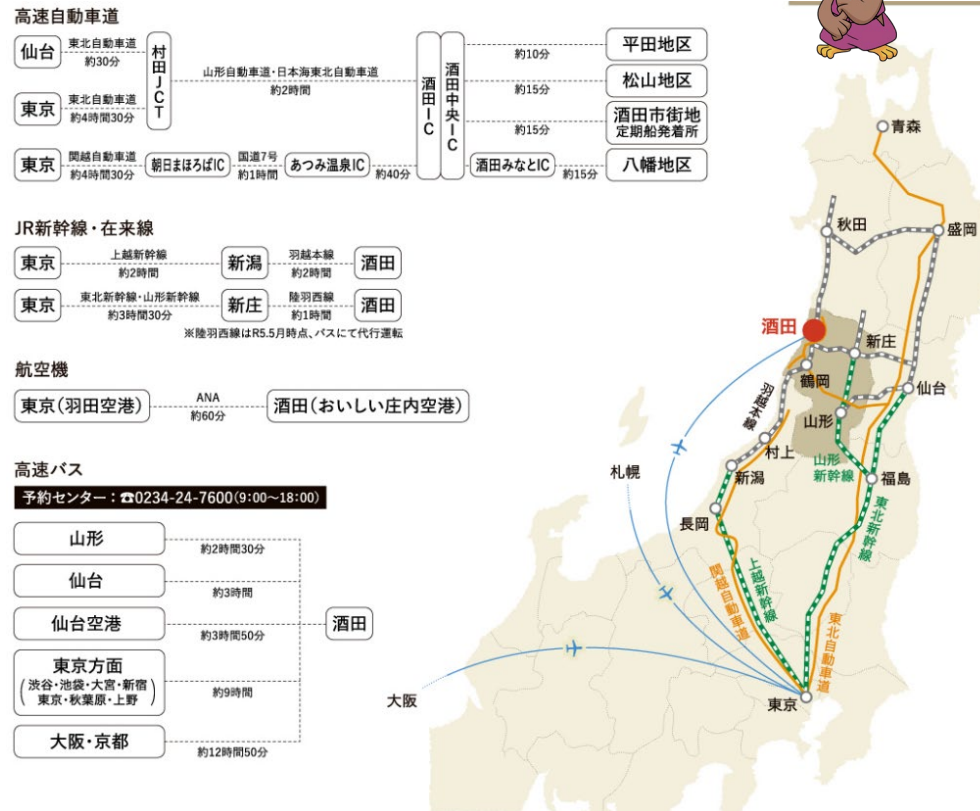 高速自動車道
仙台
東北自動車道
約30分
東京
東北自動車道
約4時間30分
村田JCT
山形自動車道・日本海東北自動車道
約2時間
東京
関越自動車道
約4時間30分
朝日まほろばIC
国道7号
約1時間
あつみ温泉IC
約40分
酒田IC
酒田中央IC
約10分
平田地区
約15分
松山地区
約15分
酒田市街地
定期船発着所
酒田みなとIC
約15分
八幡地区
JR新幹線・在来線
東京
上越新幹線
約2時間
新潟
羽越本線
約2時間
酒田
東京
東北新幹線・山形新幹線
約3時間30分
新庄
陸羽西線
約1時間
酒田
※陸羽西線はR5.5月時点、バスにて代行運転
航空機
東京(羽田空港)
ANA
約60分
酒田(おいしい庄内空港)
高速バス
予約センター:☎0234-24-7600(9:00〜18:00)
山形
約2時間30分
仙台
約3時間
仙台空港
約3時間50分
東京方面
(渋谷・池袋・大宮・新宿
東京・秋葉原・上野)
約9時間
大阪・京都
約12時間50分
酒田
青森
秋田
盛岡
酒田
新庄
鶴岡
仙台
羽越本線
山形
村上
山形
新幹線
札幌
新潟
福島
長岡
東北新幹線
関越自動車道
上越新幹線
東北自動車道
大阪
東京